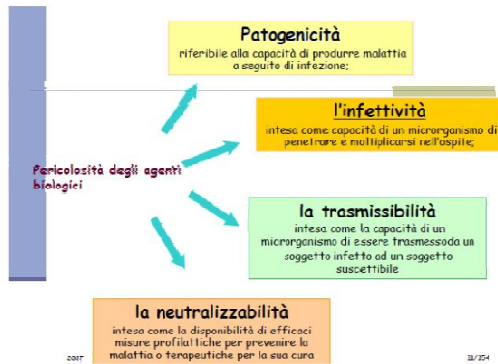 Patogenicità
riferibile alla capacità di produrre malattia
a seguito di infezione;
l'infettività
intesa come capacità di un microrganismo di
penetrare e moltiplicarsi nell'ospite;
Pericolosità degli agenti
biologici
la trasmissibilità
intesa come la capacità di un
microrganismo di essere trasmessoda un
soggetto infetto ad un soggetto
suscettibile
la neutralizzabilità
intesa come la disponibilità di efficaci
misure profilattiche per prevenire la
malattia o terapeutiche per la sua cura
2007